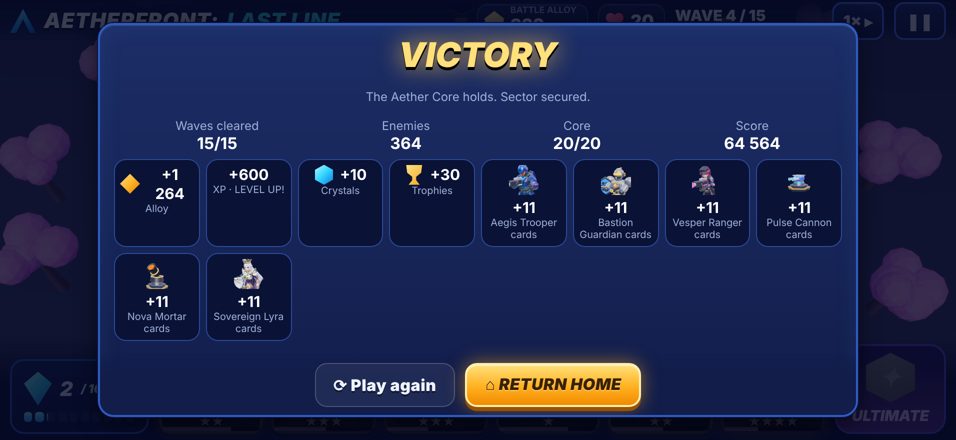 AETHERFRONT: LAST LINE
BATTLE ALLOY
20
WAVE 4 / 15
1×▶
VICTORY
The Aether Core holds. Sector secured.
Waves cleared
15/15
Enemies
364
Core
20/20
Score
64 564
+1
264
Alloy
+600
XP · LEVEL UP!
+10
Crystals
+30
Trophies
+11
Aegis Trooper
cards
+11
Bastion
Guardian cards
+11
Vesper Ranger
cards
+11
Pulse Cannon
cards
+11
Nova Mortar
cards
+11
Sovereign Lyra
cards
⟳ Play again
⌂ RETURN HOME
2
ULTIMATE